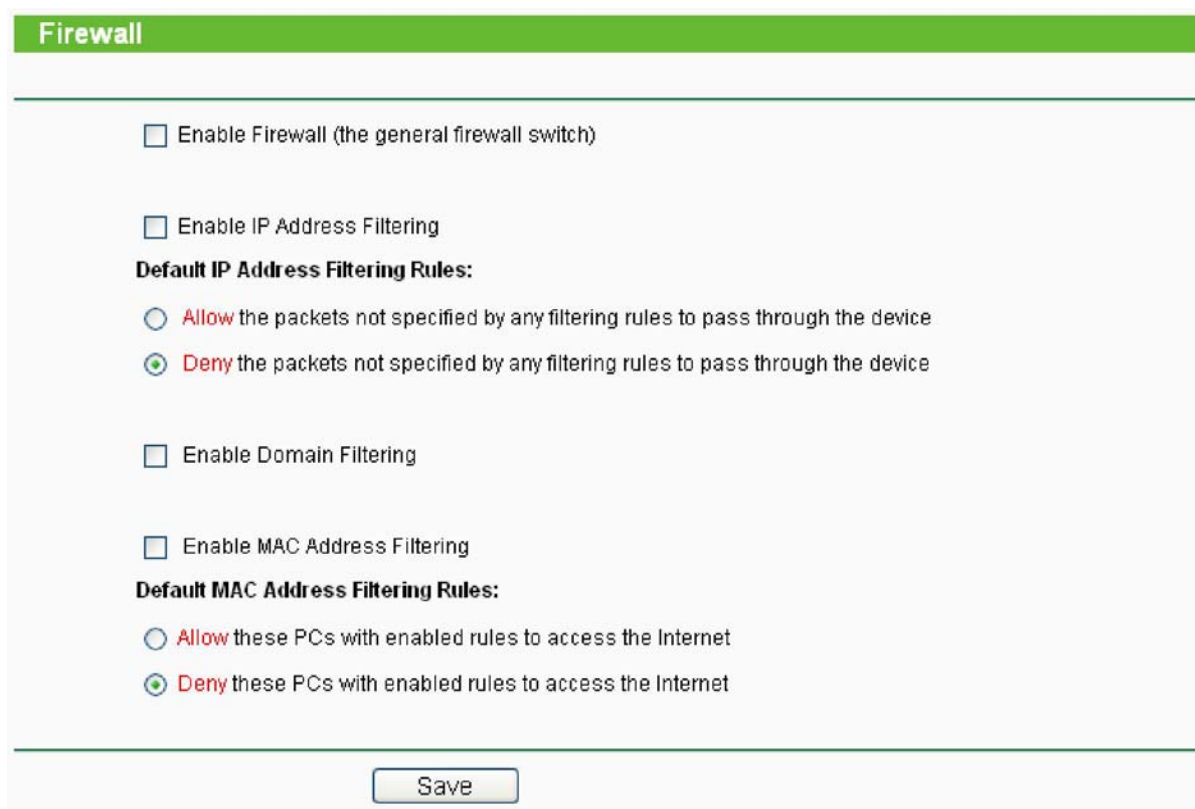 Firewall
Enable Firewall (the general firewall switch)
Enable IP Address Filtering
Default IP Address Filtering Rules:
Allow the packets not specified by any filtering rules to pass through the device
Deny the packets not specified by any filtering rules to pass through the device
Enable Domain Filtering
Enable MAC Address Filtering
Default MAC Address Filtering Rules:
Allow these PCs with enabled rules to access the Internet
Deny these PCs with enabled rules to access the Internet
Save